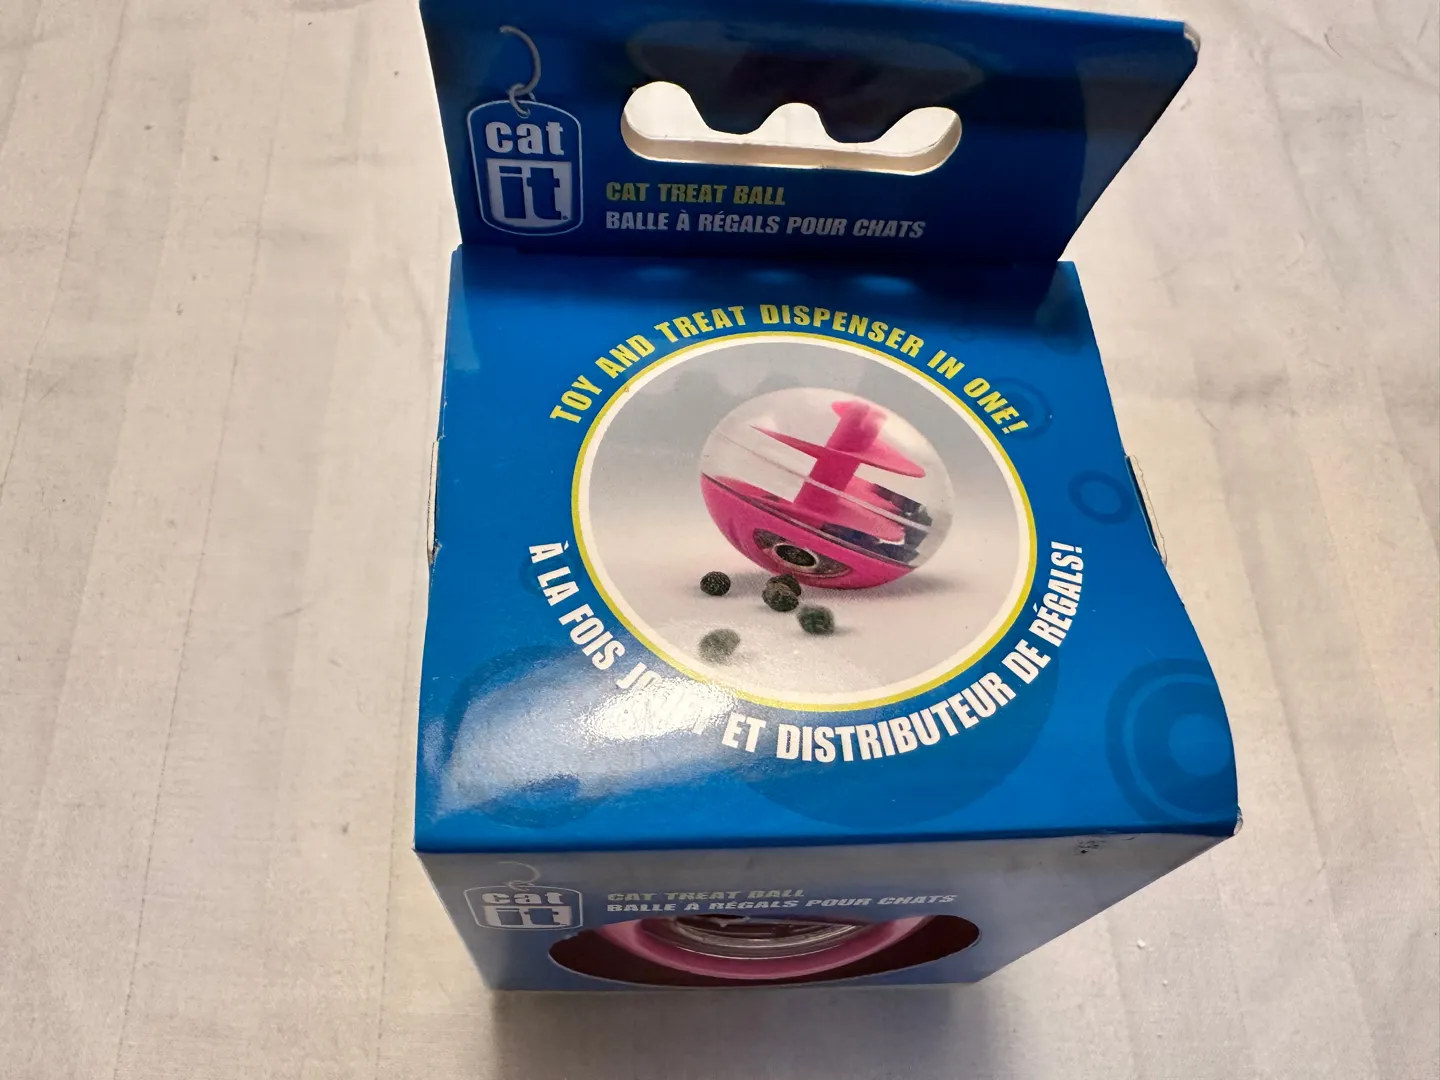 cat
it
CAT TREAT BALL
BALLE À RÉGALS POUR CHATS
TOY AND TREAT DISPENSER IN ONE!
À LA FOIS JOUET ET DISTRIBUTEUR DE RÉGALS!
cat
it
CAT TREAT BALL
BALLE À RÉGALS POUR CHATS